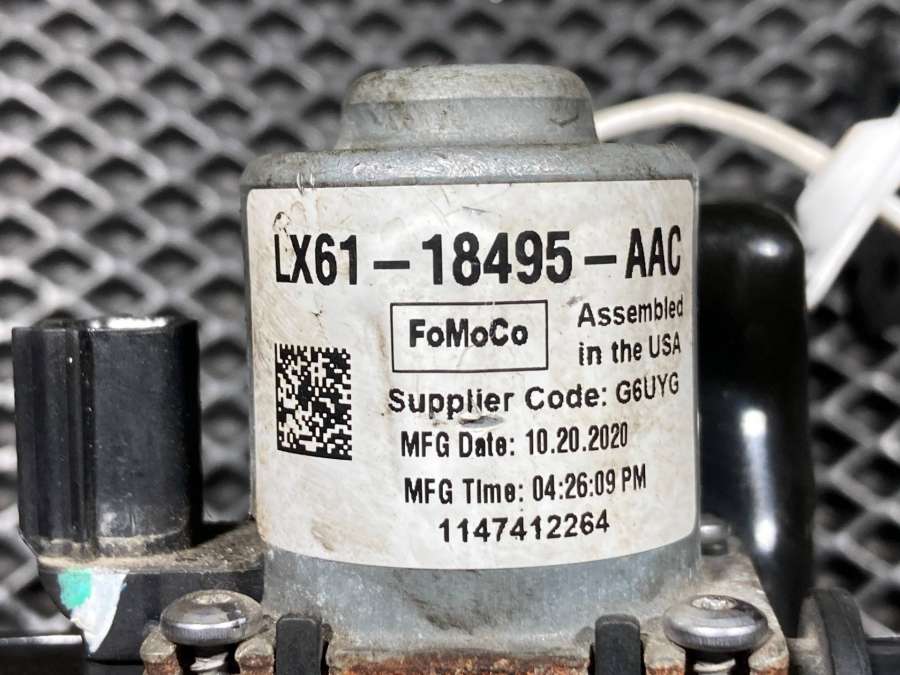 LX61-18495-AAC
FoMoCo
Assembled
in the USA
Supplier Code: G6UYG
MFG Date: 10.20.2020
MFG Time: 04:26:09 PM
1147412264